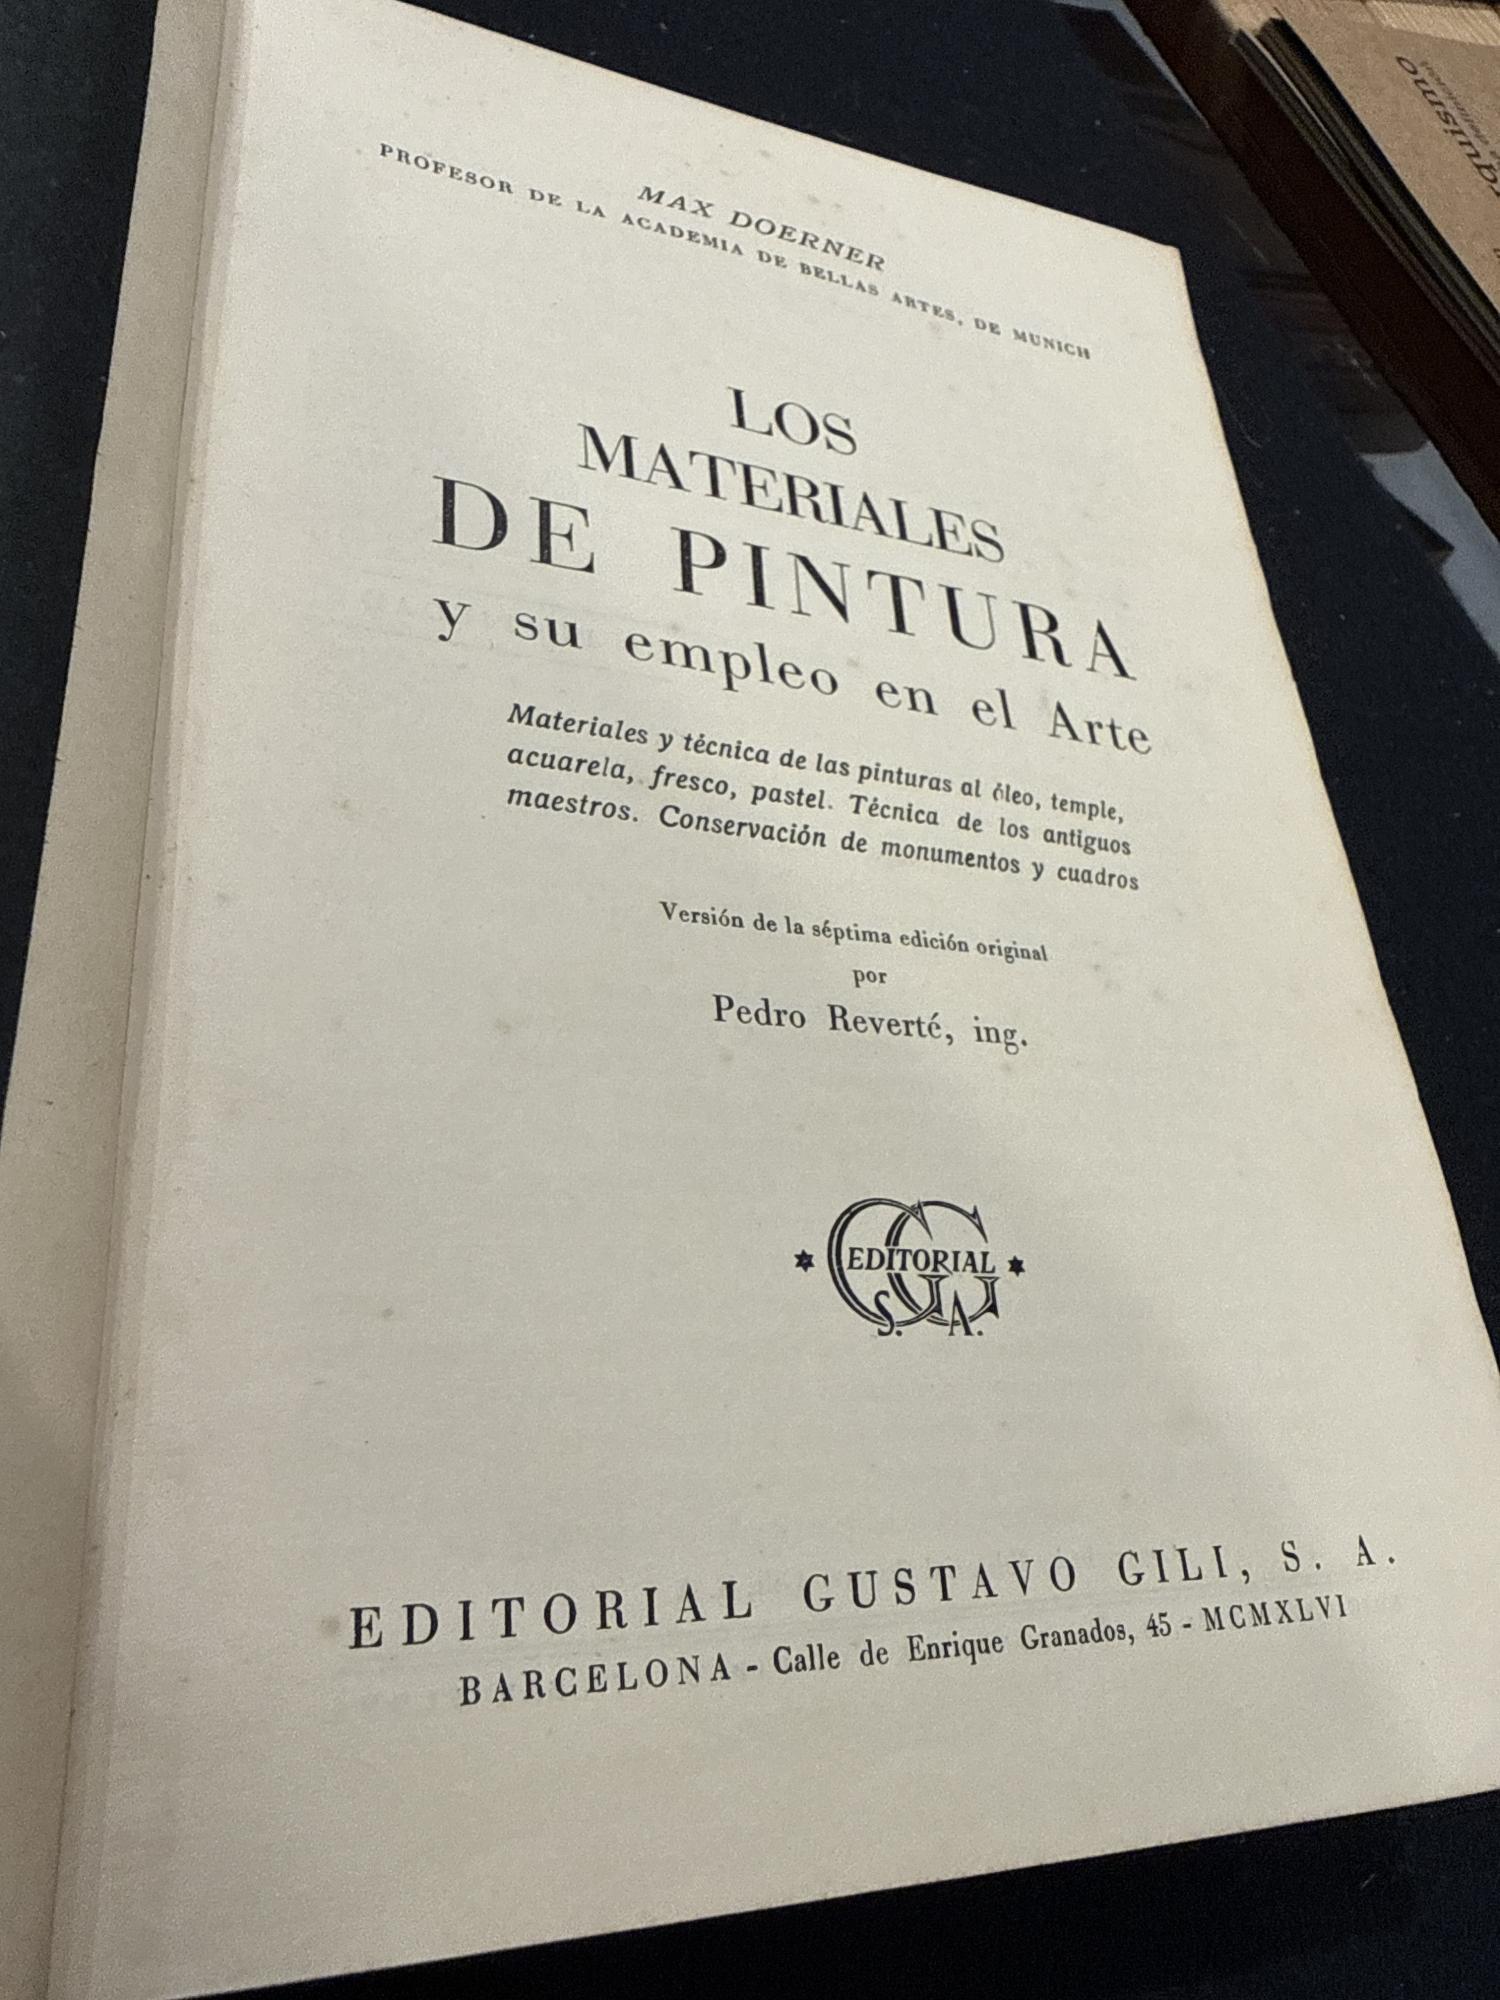 MAX DOERNER
PROFESOR DE LA ACADEMIA DE BELLAS ARTES, DE MUNICH
LOS
MATERIALES
DE PINTURA
y su empleo en el Arte
Materiales y técnica de las pinturas al óleo, temple,
acuarela, fresco, pastel. Técnica de los antiguos
maestros. Conservación de monumentos y cuadros
Versión de la séptima edición original
por
Pedro Reverté, ing.
GG
EDITORIAL
S. A.
EDITORIAL GUSTAVO GILI, S. A.
BARCELONA - Calle de Enrique Granados, 45 - MCMXLVI